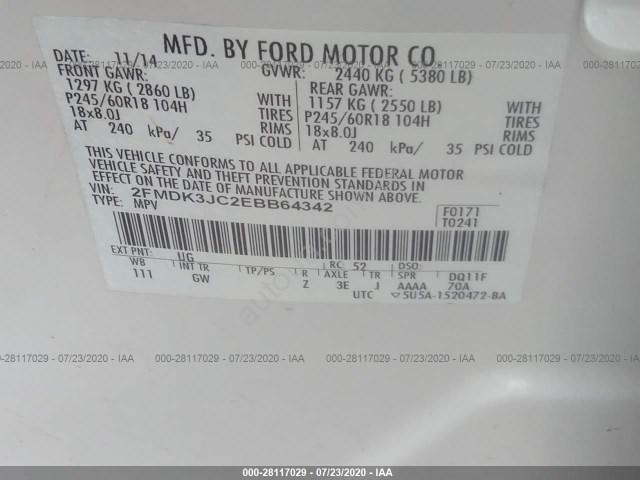 DATE: 11/14 MFD. BY FORD MOTOR CO.
FRONT GAWR: GVWR: 2440 KG ( 5380 LB)
1297 KG ( 2860 LB) REAR GAWR:
P245/60R18 104H WITH 1157 KG ( 2550 LB) WITH
18x8.0J TIRES P245/60R18 104H TIRES
RIMS 18x8.0J RIMS
AT 240 kPa/ 35 PSI COLD AT 240 kPa/ 35 PSI COLD
THIS VEHICLE CONFORMS TO ALL APPLICABLE FEDERAL MOTOR
VEHICLE SAFETY AND THEFT PREVENTION STANDARDS IN
EFFECT ON THE DATE OF MANUFACTURE SHOWN ABOVE.
VIN: 2FMDK3JC2EBB64342
TYPE: MPV
F0171
T0241
EXT PNT: UG RC: 52 DSO:
WB INT TR TP/PS R AXLE TR SPR DQ11F
111 GW Z 3E J AAAA 70A
UTC ▽5U5A-1520472-BA
000-28117029 - 07/23/2020 - IAA